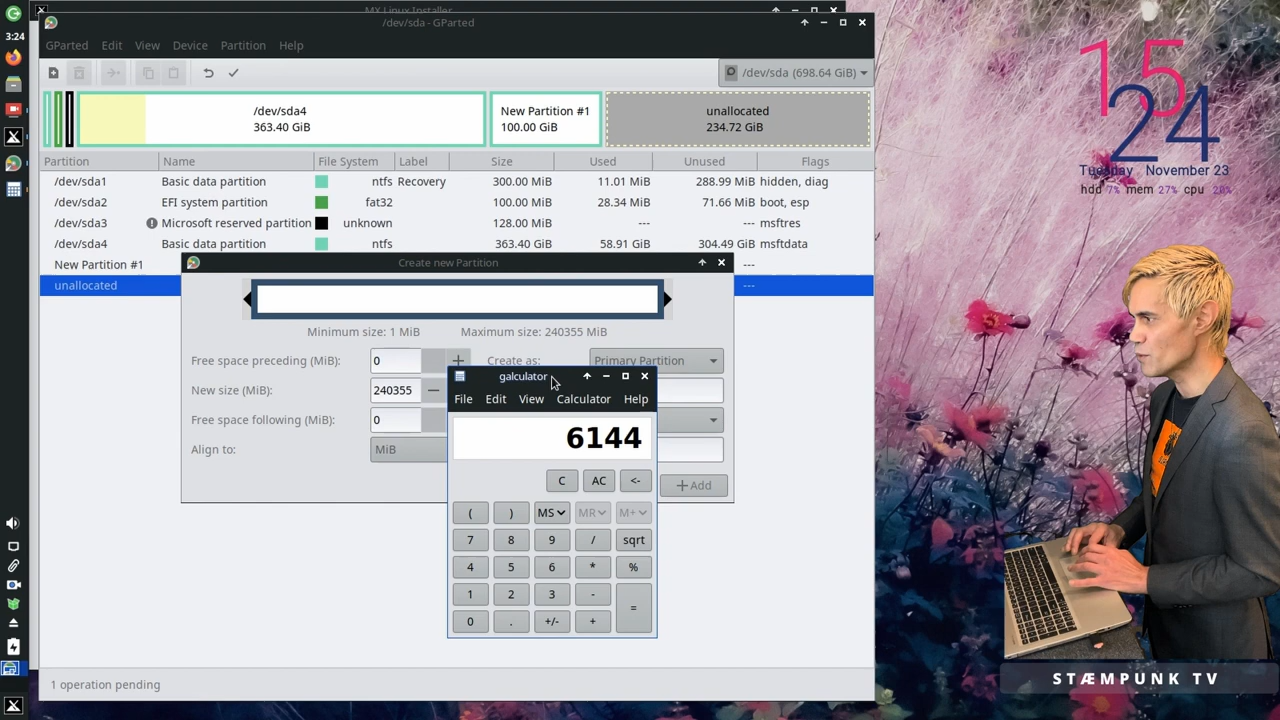 3:24
MX Linux Installer
/dev/sda - GParted
GParted Edit View Device Partition Help
/dev/sda (698.64 GiB)
/dev/sda4
363.40 GiB
New Partition #1
100.00 GiB
unallocated
234.72 GiB
Partition Name File System Label Size Used Unused Flags
/dev/sda1 Basic data partition ntfs Recovery 300.00 MiB 11.01 MiB 288.99 MiB hidden, diag
/dev/sda2 EFI system partition fat32 100.00 MiB 28.34 MiB 71.66 MiB boot, esp
/dev/sda3 Microsoft reserved partition unknown 128.00 MiB --- --- msftres
/dev/sda4 Basic data partition ntfs 363.40 GiB 58.91 GiB 304.49 GiB msftdata
New Partition #1 ---
unallocated ---
Create new Partition
Minimum size: 1 MiB Maximum size: 240355 MiB
Free space preceding (MiB): 0 + Create as: Primary Partition
New size (MiB): 240355 −
Free space following (MiB): 0
Align to: MiB
+ Add
galculator
File Edit View Calculator Help
6144
C AC <-
( ) MS MR M+
7 8 9 / sqrt
4 5 6 * %
1 2 3 - =
0 . +/- +
1 operation pending
15
24
Tuesday November 23
hdd 7% mem 27% cpu 20%
STÆMPUNK TV